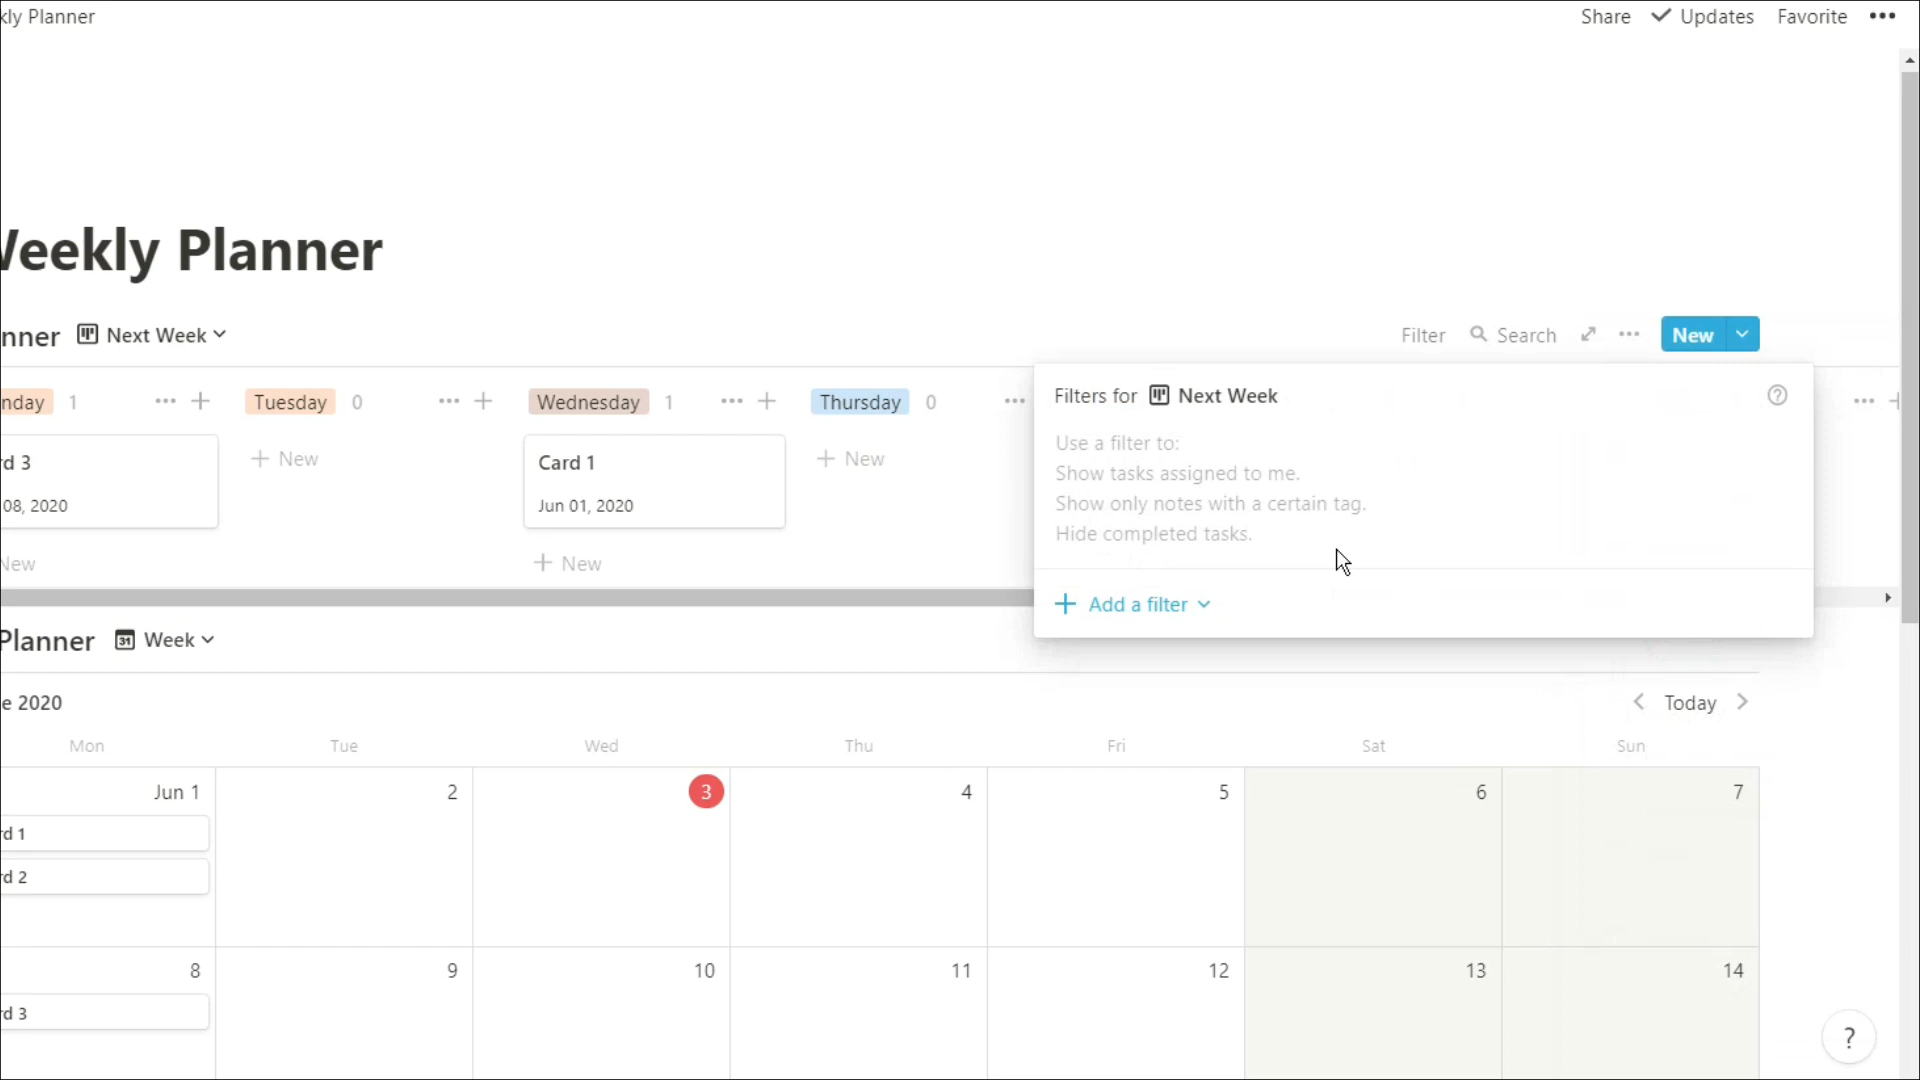 kly Planner Share Updates Favorite
Weekly Planner
nner Next Week Filter Search New
nday 1 Tuesday 0 Wednesday 1 Thursday 0
Filters for Next Week
Use a filter to:
Show tasks assigned to me.
Show only notes with a certain tag.
Hide completed tasks.
Add a filter
rd 3 New Card 1 New
08, 2020 Jun 01, 2020
New New
Planner 31 Week
e 2020 Today
Mon Tue Wed Thu Fri Sat Sun
Jun 1 2 3 4 5 6 7
rd 1
rd 2
8 9 10 11 12 13 14
rd 3
?